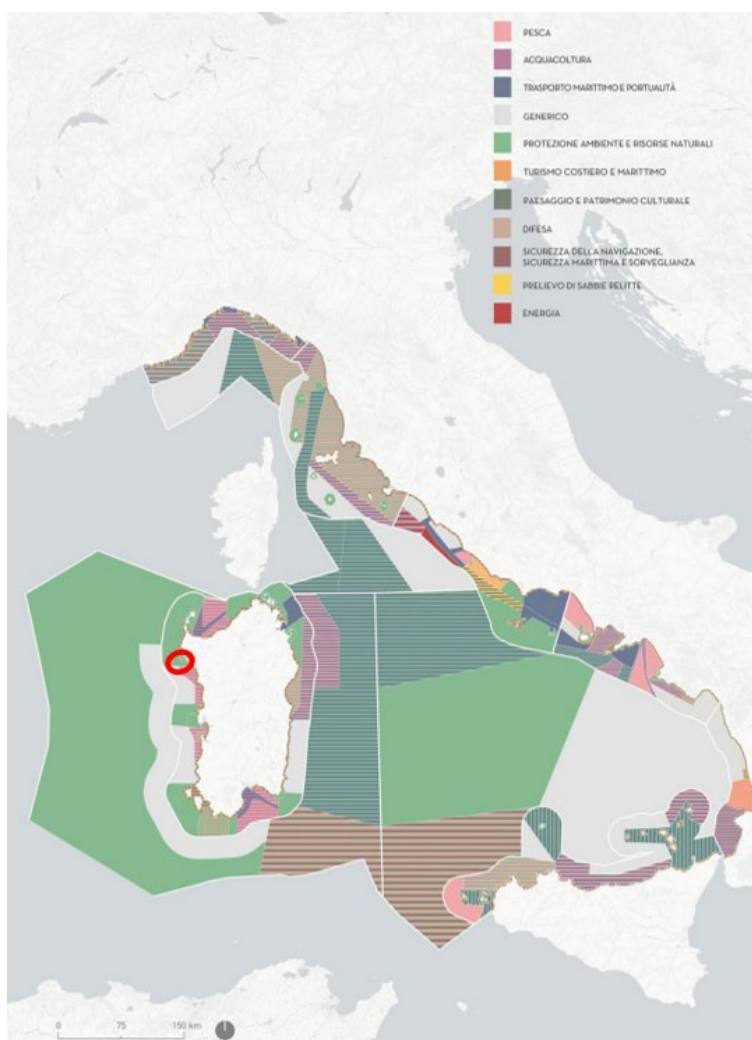 PESCA
ACQUACOLTURA
TRASPORTO MARITTIMO E PORTUALITÀ
GENERICO
PROTEZIONE AMBIENTE E RISORSE NATURALI
TURISMO COSTIERO E MARITTIMO
PAESAGGIO E PATRIMONIO CULTURALE
DIFESA
SICUREZZA DELLA NAVIGAZIONE,
SICUREZZA MARITTIMA E SORVEGLIANZA
PRELIEVO DI SABBIE RELITTE
ENERGIA
0 75 150 km